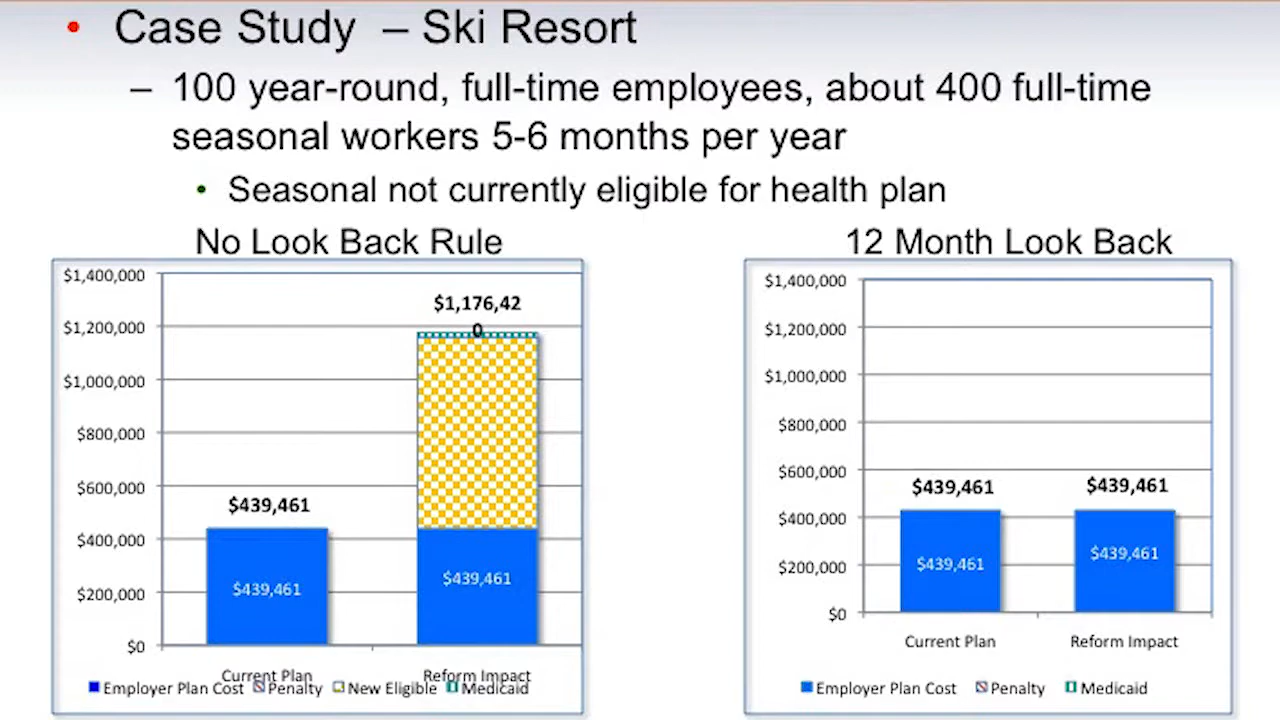 • Case Study – Ski Resort
– 100 year-round, full-time employees, about 400 full-time
seasonal workers 5-6 months per year
• Seasonal not currently eligible for health plan
No Look Back Rule
$1,400,000
$1,200,000
$1,000,000
$800,000
$600,000
$400,000
$200,000
$0
$439,461
$439,461
$1,176,42
0
$439,461
Current Plan
Reform Impact
Employer Plan Cost Penalty New Eligible Medicaid
12 Month Look Back
$1,400,000
$1,200,000
$1,000,000
$800,000
$600,000
$400,000
$200,000
$0
$439,461
$439,461
$439,461
$439,461
Current Plan
Reform Impact
Employer Plan Cost Penalty Medicaid